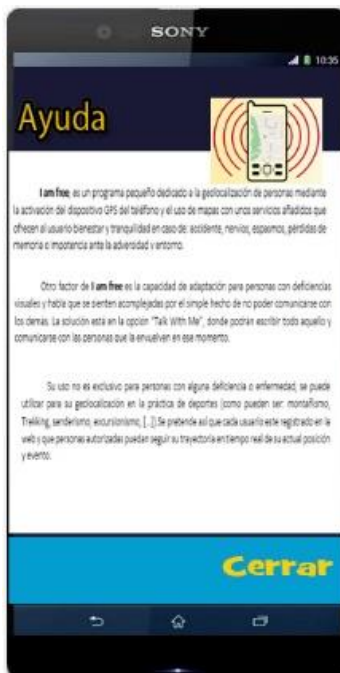 SONY
10:35
Ayuda
I am free, es un programa pequeño dedicado a la geolocalización de personas mediante
la activación del dispositivo GPS del teléfono y el uso de mapas con unos servicios añadidos que
ofrecen al usuario bienestar y tranquilidad en caso de: accidente, nervios, espasmos, pérdidas de
memoria o impotencia ante la adversidad y entorno.
Otro factor de I am free es la capacidad de adaptación para personas con deficiencias
visuales y habla que se sienten acomplejadas por el simple hecho de no poder comunicarse con
los demás. La solución está en la opción "Talk With Me", donde podrán escribir todo aquello y
comunicarse con las personas que la envuelven en ese momento.
Su uso no es exclusivo para personas con alguna deficiencia o enfermedad, se puede
utilizar para su geolocalización en la práctica de deportes (como pueden ser: montañismo,
Trekking, senderismo, excursionismo, [...]).Se pretende así que cada usuario este registrado en la
web y que personas autorizadas puedan seguir su trayectoria en tiempo real de su actual posición
y evento.
Cerrar